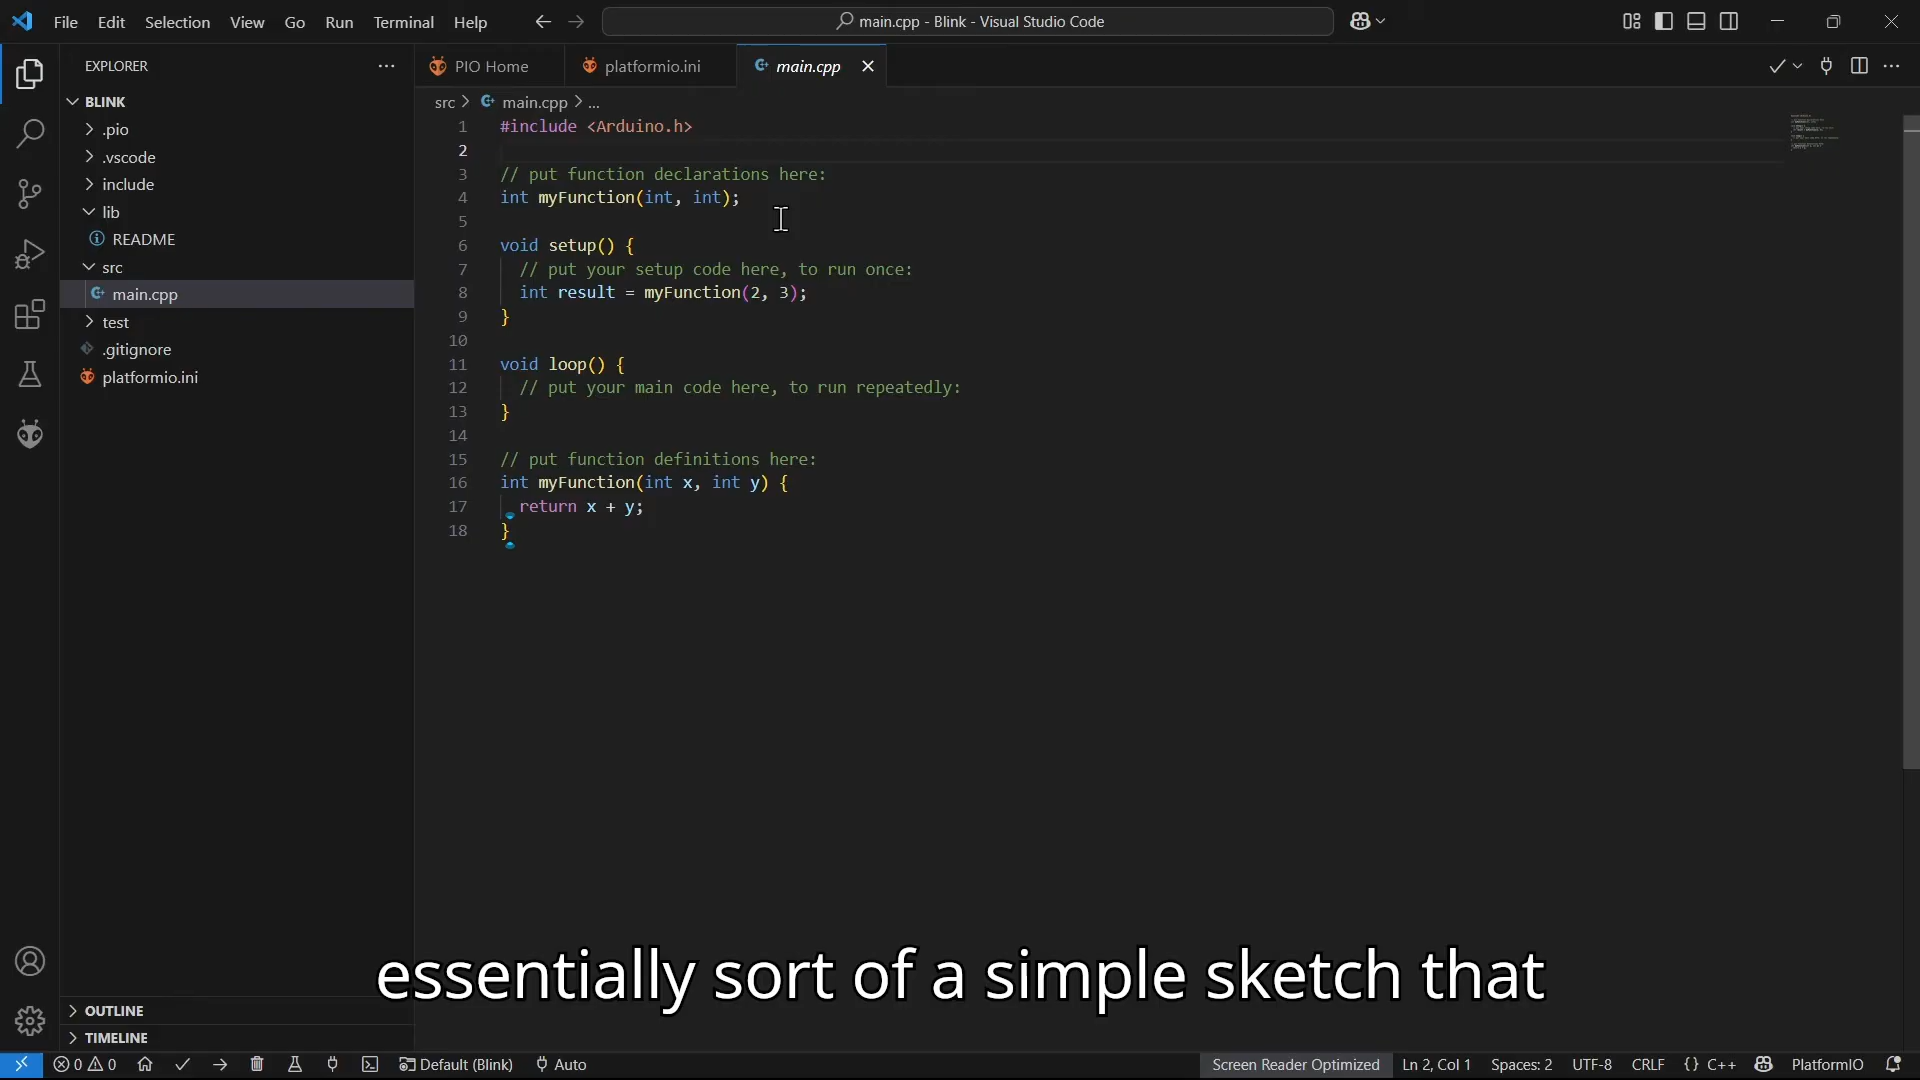 File Edit Selection View Go Run Terminal Help
main.cpp - Blink - Visual Studio Code
EXPLORER
PIO Home
platformio.ini
main.cpp
BLINK
.pio
.vscode
include
lib
README
src
main.cpp
test
.gitignore
platformio.ini
src > main.cpp > ...
1 #include <Arduino.h>
2
3 // put function declarations here:
4 int myFunction(int, int);
5
6 void setup() {
7 // put your setup code here, to run once:
8 int result = myFunction(2, 3);
9 }
10
11 void loop() {
12 // put your main code here, to run repeatedly:
13 }
14
15 // put function definitions here:
16 int myFunction(int x, int y) {
17 return x + y;
18 }
essentially sort of a simple sketch that
OUTLINE
TIMELINE
0 0 Default (Blink) Auto Screen Reader Optimized Ln 2, Col 1 Spaces: 2 UTF-8 CRLF {} C++ PlatformIO